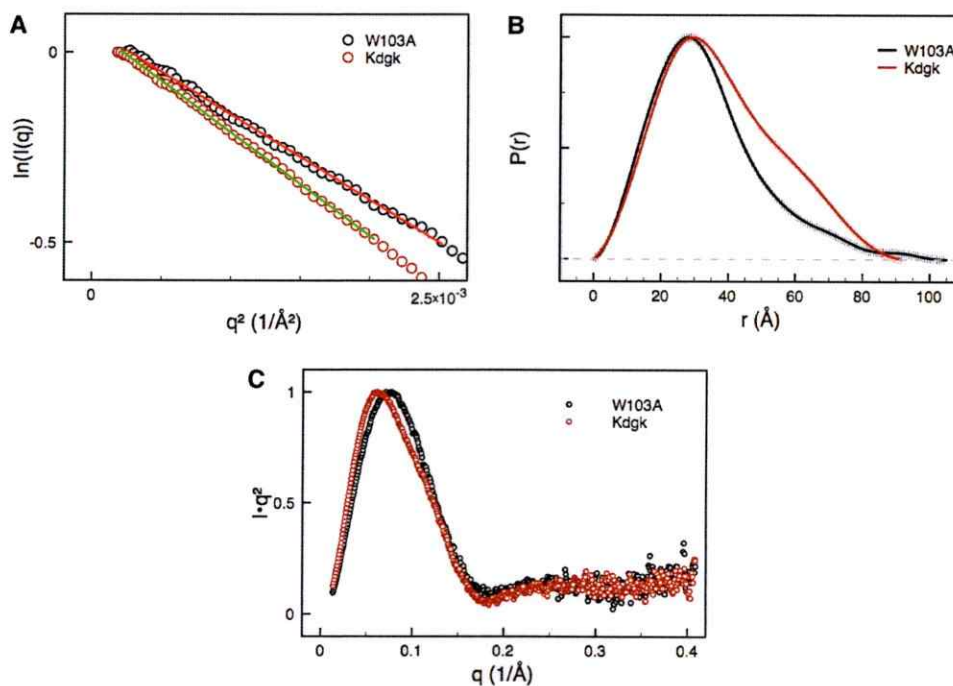 A
0
-0.5
ln(I(q))
W103A
Kdgk
0
2.5×10⁻³
q² (1/Å²)
B
P(r)
W103A
Kdgk
0
20
40
60
80
100
r (Å)
C
1
0.5
0
I•q²
W103A
Kdgk
0
0.1
0.2
0.3
0.4
q (1/Å)